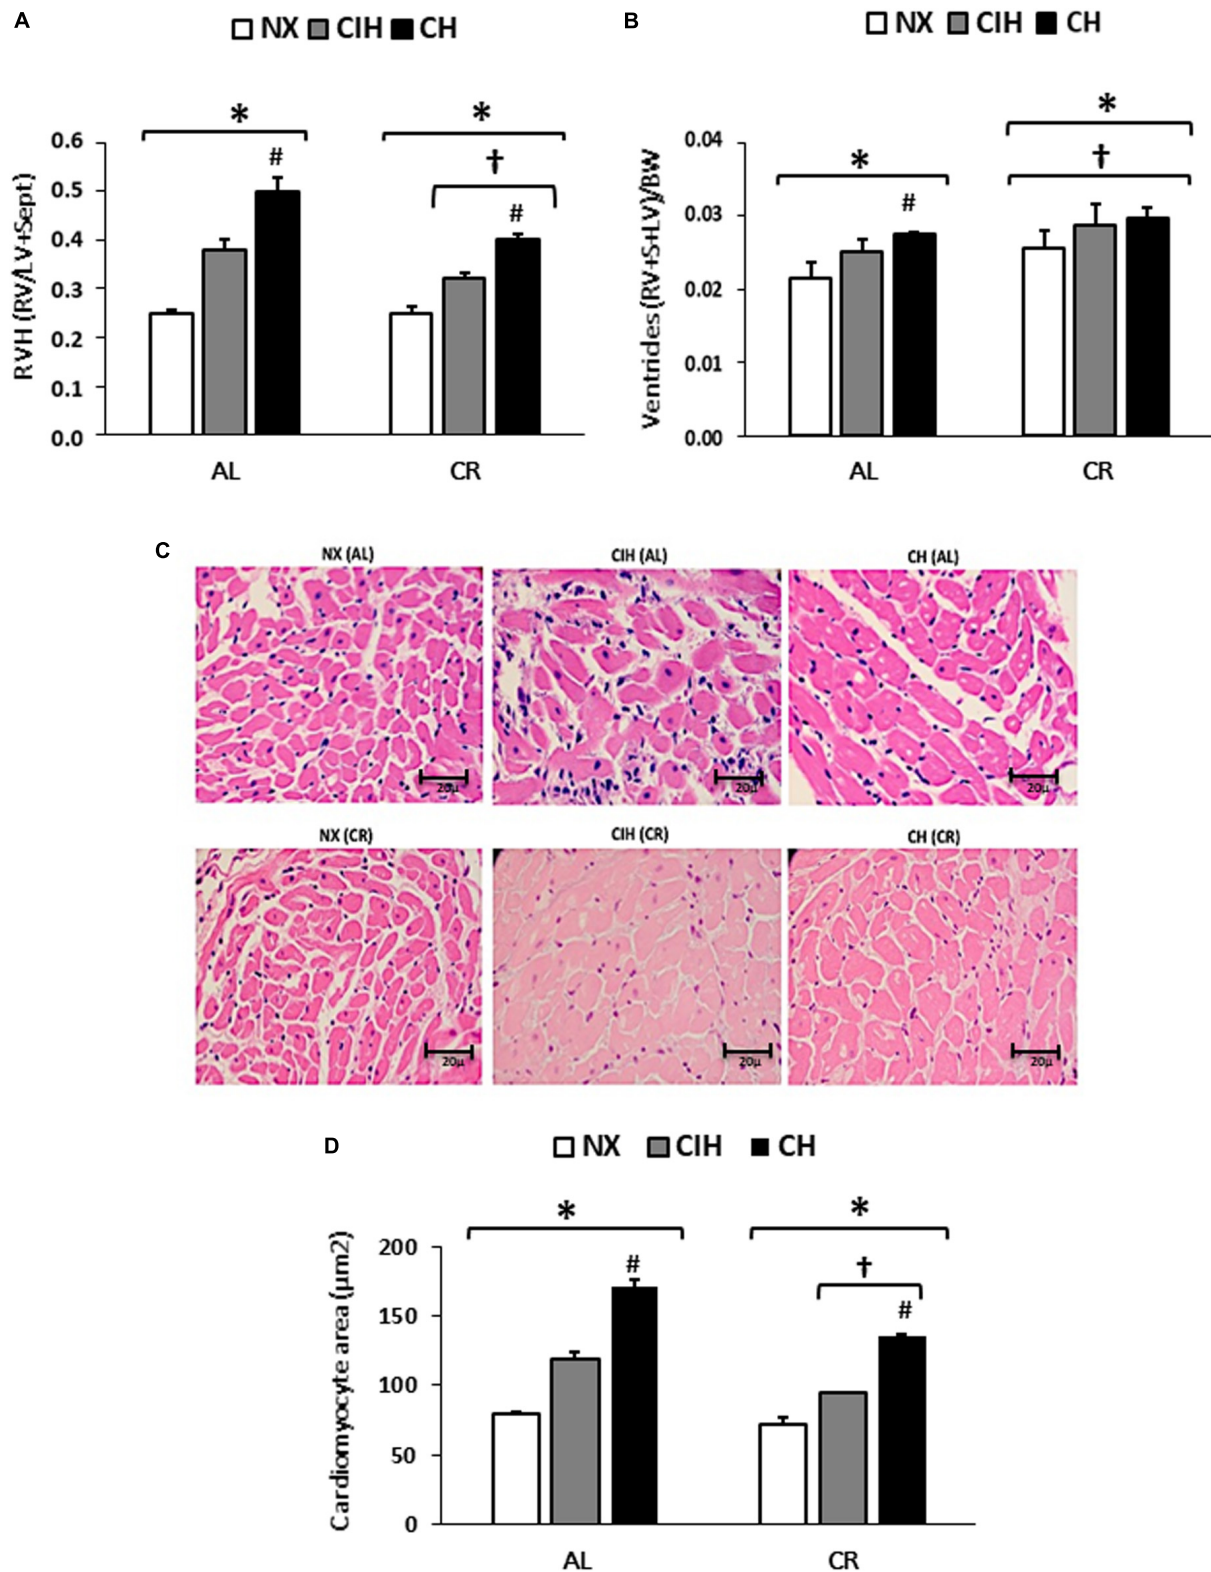 A
NX CIH CH
*
*
#
†
#
RVH (RV/LV+Sept)
0.6
0.5
0.4
0.3
0.2
0.1
0.0
AL CR
B
NX CIH CH
*
*
†
#
Ventrides (RV+S+LV)/BW
0.04
0.03
0.02
0.01
0.00
AL CR
C
NX (AL) CIH (AL) CH (AL)
20μ 20μ 20μ
NX (CR) CIH (CR) CH (CR)
20μ 20μ 20μ
D
NX CIH CH
*
*
#
†
#
Cardiomyocyte area (μm2)
200
150
100
50
0
AL CR